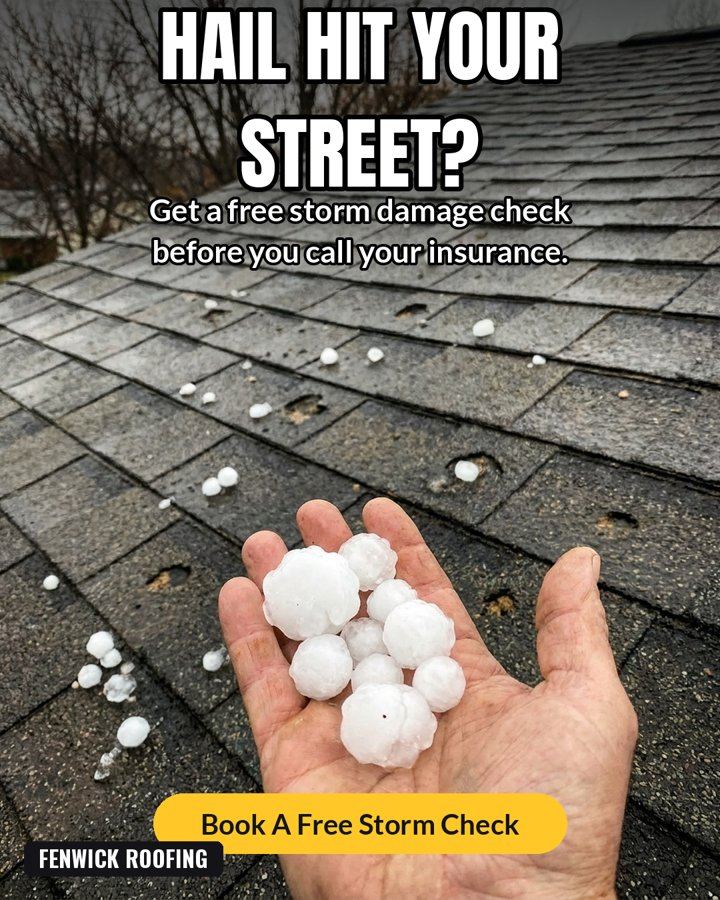 HAIL HIT YOUR
STREET?
Get a free storm damage check
before you call your insurance.
Book A Free Storm Check
FENWICK ROOFING